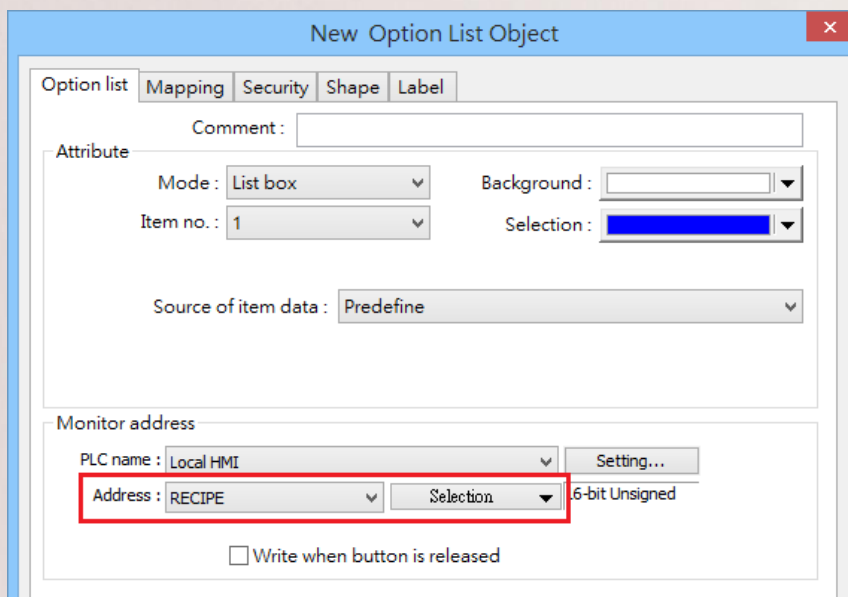 New Option List Object
Option list Mapping Security Shape Label
Comment :
Attribute
Mode : List box Background :
Item no. : 1 Selection :
Source of item data : Predefine
Monitor address
PLC name : Local HMI Setting...
Address : RECIPE Selection 6-bit Unsigned
Write when button is released